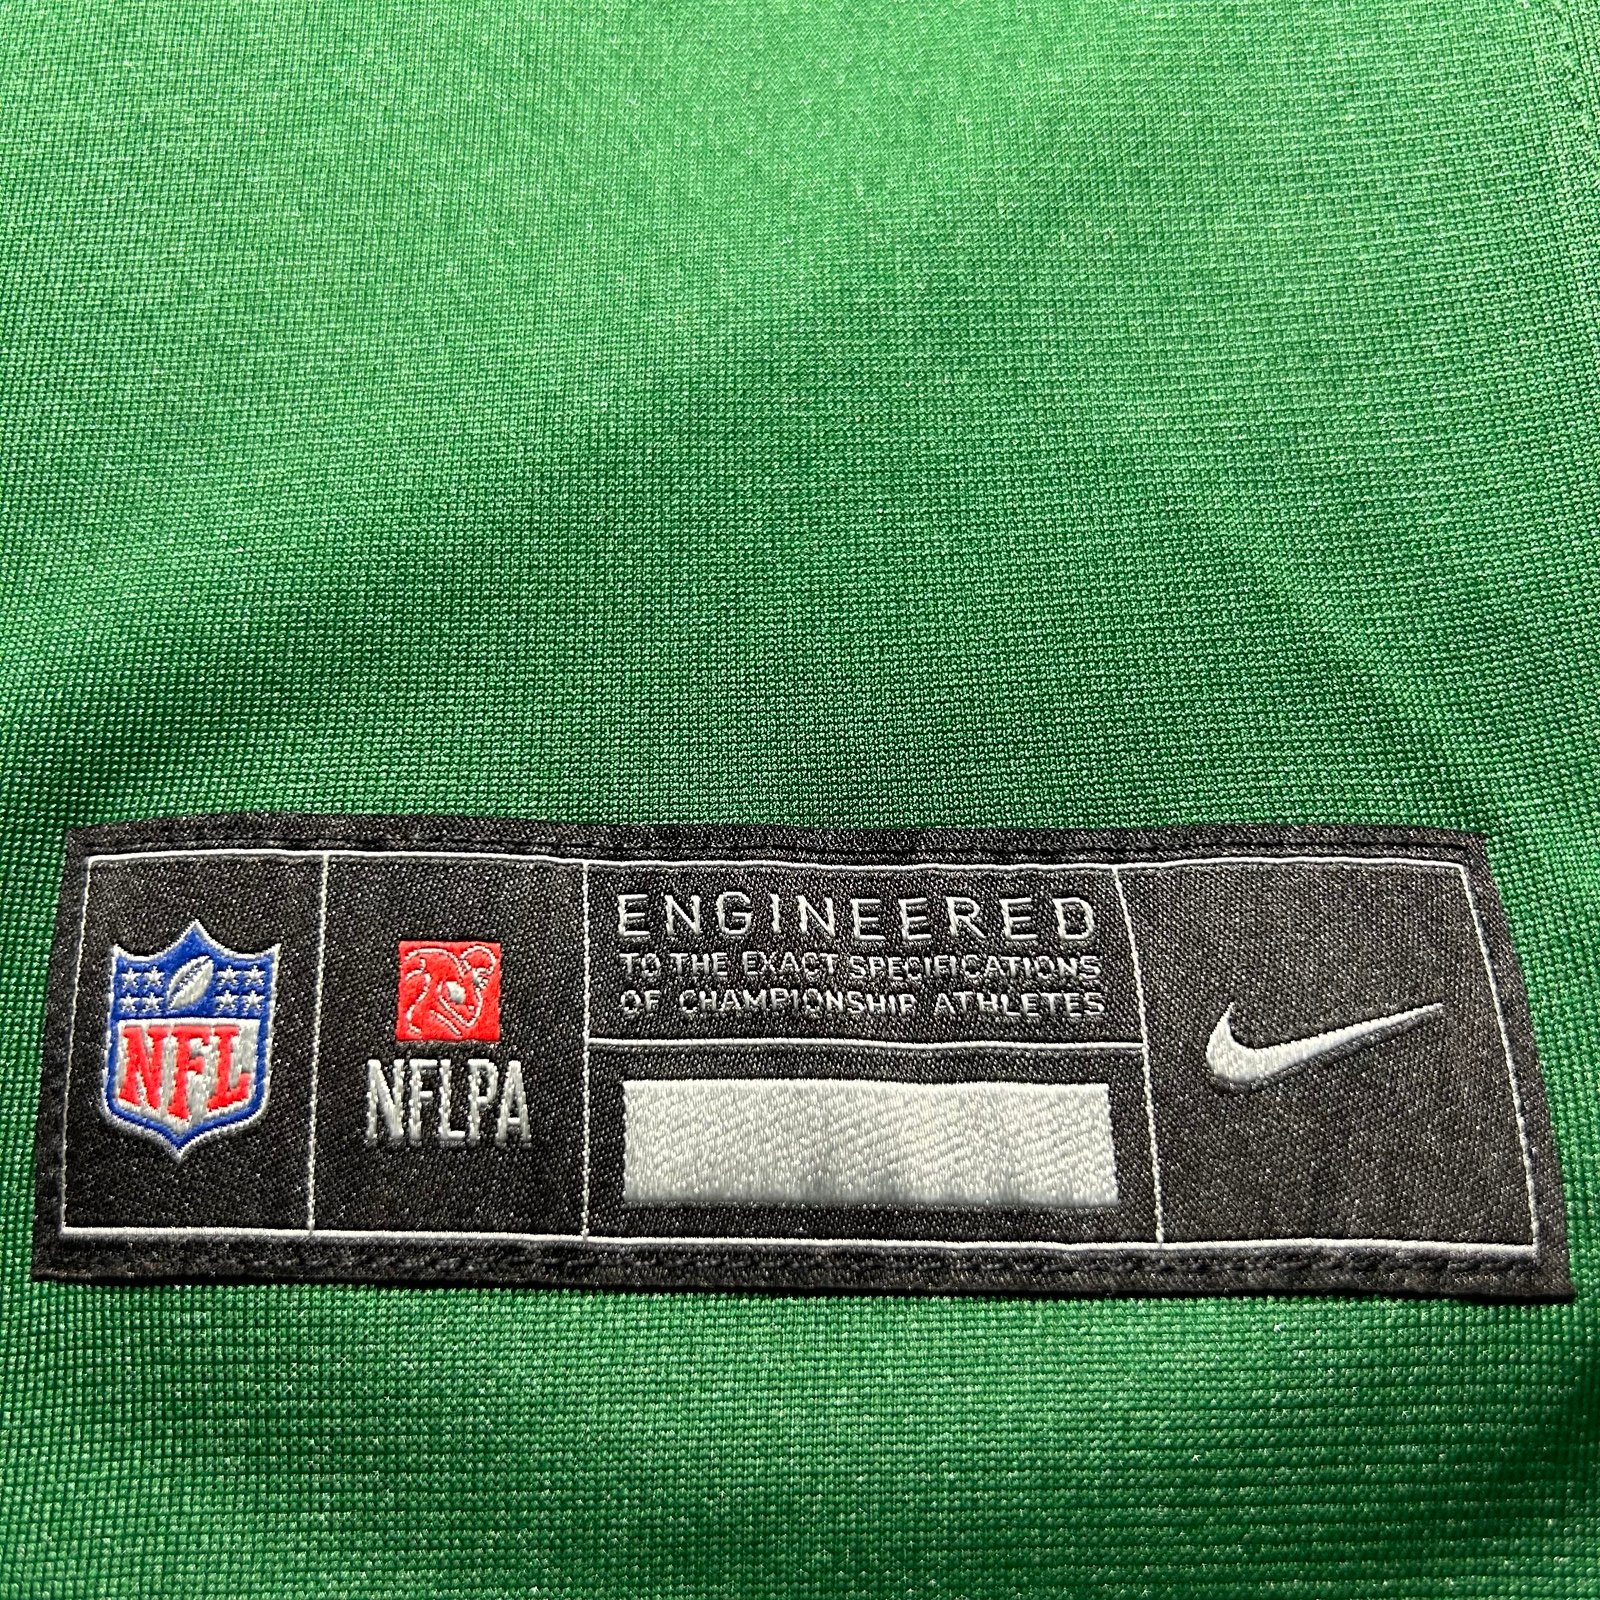 NFL
NFLPA
ENGINEERED
TO THE EXACT SPECIFICATIONS
OF CHAMPIONSHIP ATHLETES